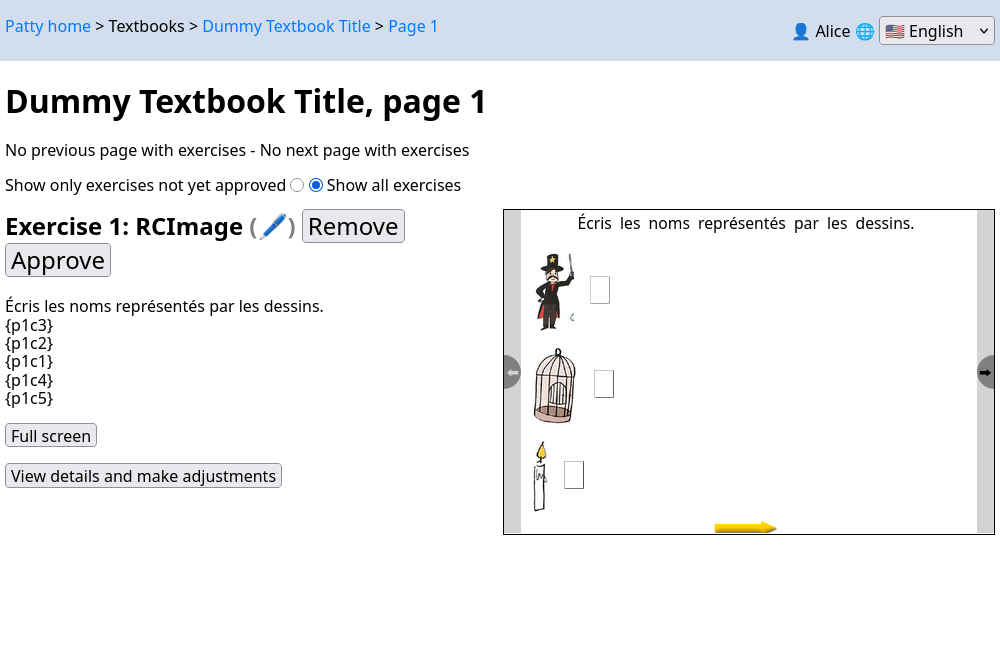 Patty home > Textbooks > Dummy Textbook Title > Page 1
👤 Alice 🌐 🇺🇸 English
Dummy Textbook Title, page 1
No previous page with exercises - No next page with exercises
Show only exercises not yet approved Show all exercises
Exercise 1: RCImage (🖊️) Remove
Approve
Écris les noms représentés par les dessins.
{p1c3}
{p1c2}
{p1c1}
{p1c4}
{p1c5}
Full screen
View details and make adjustments
Écris les noms représentés par les dessins.